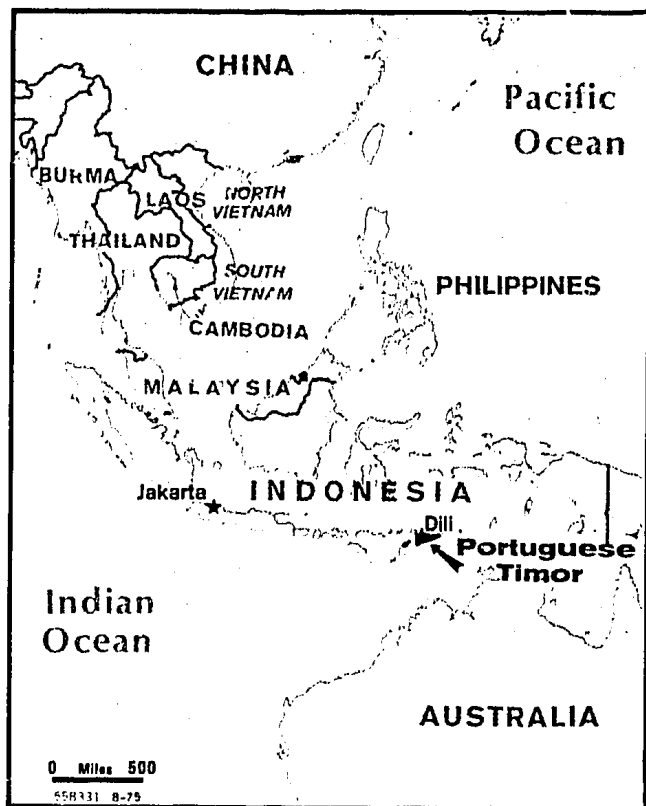 CHINA
Pacific
Ocean
BURMA
LAOS
NORTH
VIETNAM
THAILAND
SOUTH
VIETNAM
PHILIPPINES
CAMBODIA
MALAYSIA
Jakarta
INDONESIA
Dili
Portuguese
Timor
Indian
Ocean
AUSTRALIA
0 Miles 500
558331 8-75